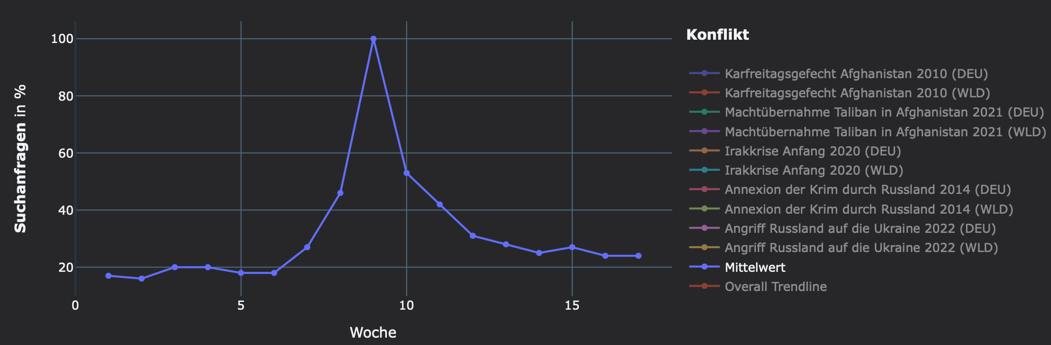 Konflikt
100
80
60
40
20
Suchanfragen in %
0
5
10
15
Woche
Karfreitagsgefecht Afghanistan 2010 (DEU)
Karfreitagsgefecht Afghanistan 2010 (WLD)
Machtübernahme Taliban in Afghanistan 2021 (DEU)
Machtübernahme Taliban in Afghanistan 2021 (WLD)
Irakkrise Anfang 2020 (DEU)
Irakkrise Anfang 2020 (WLD)
Annexion der Krim durch Russland 2014 (DEU)
Annexion der Krim durch Russland 2014 (WLD)
Angriff Russland auf die Ukraine 2022 (DEU)
Angriff Russland auf die Ukraine 2022 (WLD)
Mittelwert
Overall Trendline